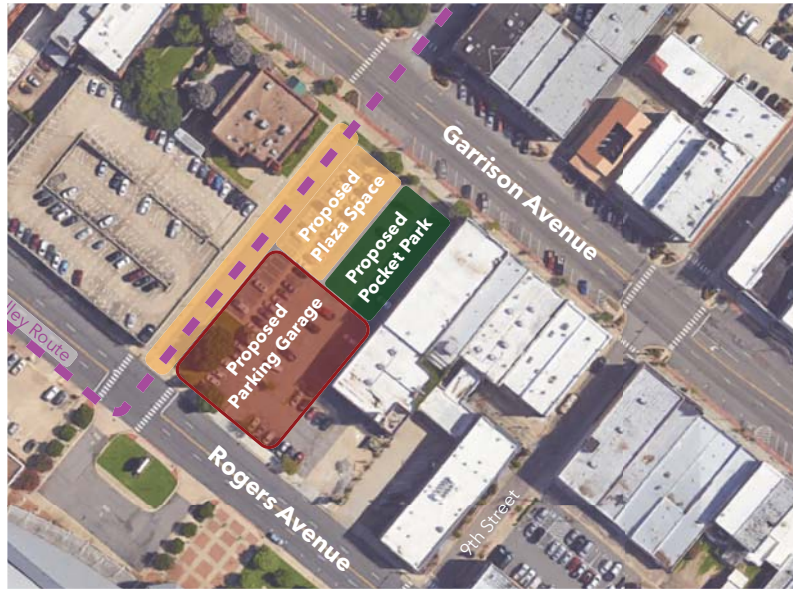 Garrison Avenue
Proposed
Plaza Space
Proposed
Pocket Park
Proposed
Parking Garage
lley Route
Rogers Avenue
9th Street